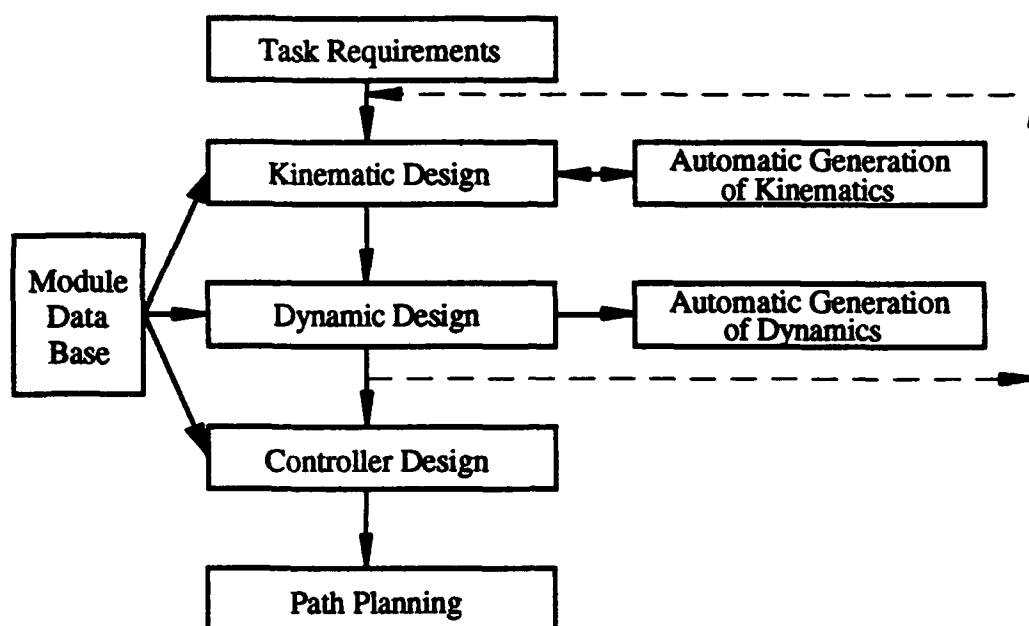 Task Requirements
Kinematic Design
Automatic Generation
of Kinematics
Module
Data
Base
Dynamic Design
Automatic Generation
of Dynamics
Controller Design
Path Planning